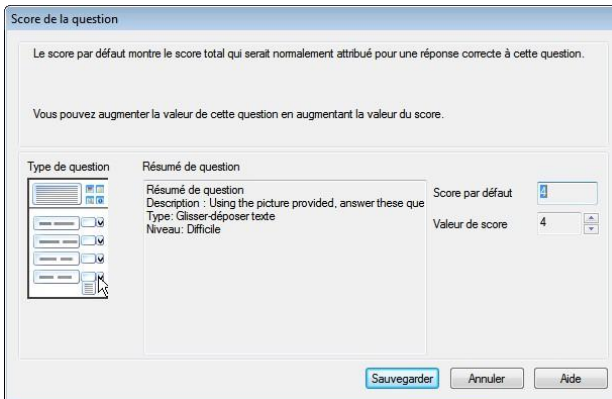 Score de la question
Le score par défaut montre le score total qui serait normalement attribué pour une réponse correcte à cette question.
Vous pouvez augmenter la valeur de cette question en augmentant la valeur du score.
Type de question
Résumé de question
Résumé de question
Description : Using the picture provided, answer these que
Type: Glisser-déposer texte
Niveau: Difficile
Score par défaut 4
Valeur de score 4
Sauvegarder Annuler Aide